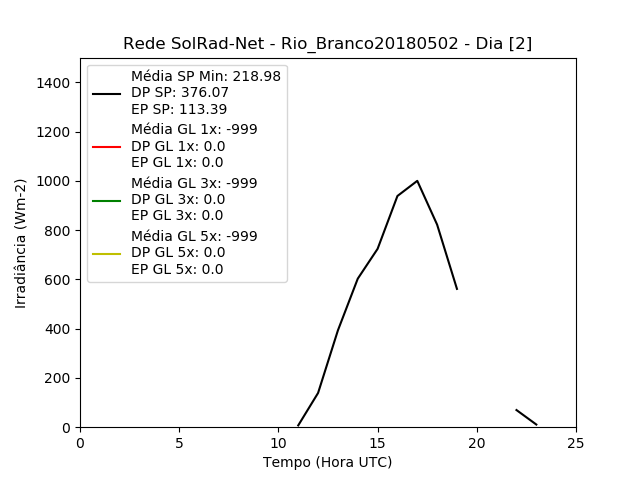 Rede SolRad-Net - Rio_Branco20180502 - Dia [2]
Média SP Min: 218.98
DP SP: 376.07
EP SP: 113.39
Média GL 1x: -999
DP GL 1x: 0.0
EP GL 1x: 0.0
Média GL 3x: -999
DP GL 3x: 0.0
EP GL 3x: 0.0
Média GL 5x: -999
DP GL 5x: 0.0
EP GL 5x: 0.0
Irradiância (Wm-2)
1400
1200
1000
800
600
400
200
0
0 5 10 15 20 25
Tempo (Hora UTC)